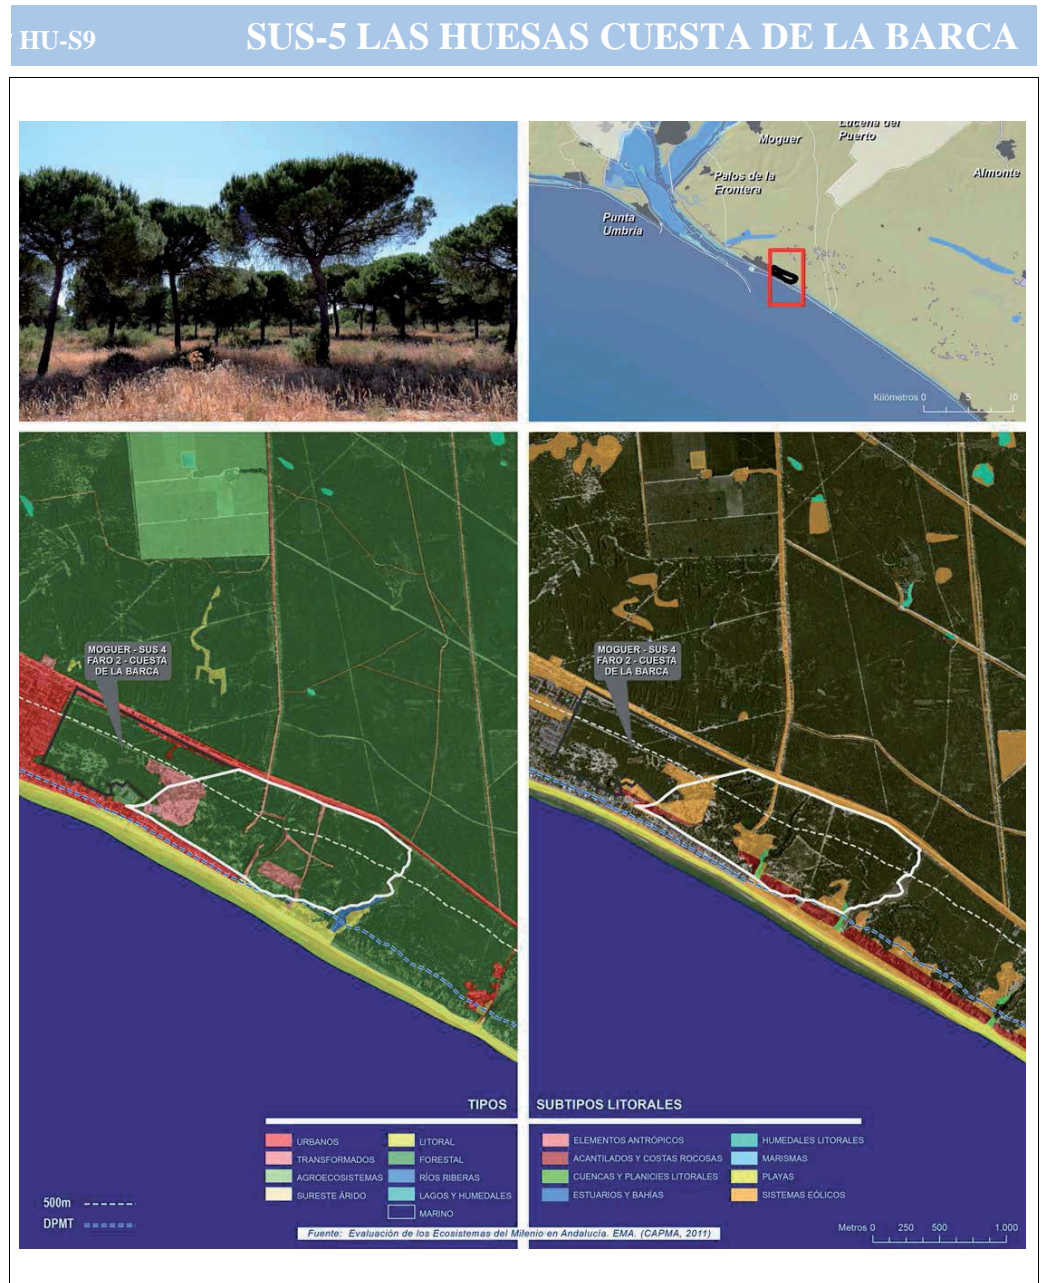 HU-S9
SUS-5 LAS HUESAS CUESTA DE LA BARCA
Lucena del
Puerto
Moguer
Almonte
Palos de la
Frontera
Punta
Umbría
Kilómetros 0 5 10
MOGUER - SUS 4
FARO 2 - CUESTA
DE LA BARCA
MOGUER - SUS 4
FARO 2 - CUESTA
DE LA BARCA
TIPOS
URBANOS
TRANSFORMADOS
AGROECOSISTEMAS
SURESTE ÁRIDO
LITORAL
FORESTAL
RÍOS RIBERAS
LAGOS Y HUMEDALES
MARINO
500m
DPMT
SUBTIPOS LITORALES
ELEMENTOS ANTRÓPICOS
ACANTILADOS Y COSTAS ROCOSAS
CUENCAS Y PLANICIES LITORALES
ESTUARIOS Y BAHÍAS
HUMEDALES LITORALES
MARISMAS
PLAYAS
SISTEMAS EÓLICOS
Metros 0 250 500 1.000
Fuente: Evaluación de los Ecosistemas del Milenio en Andalucía. EMA. (CAPMA, 2011)